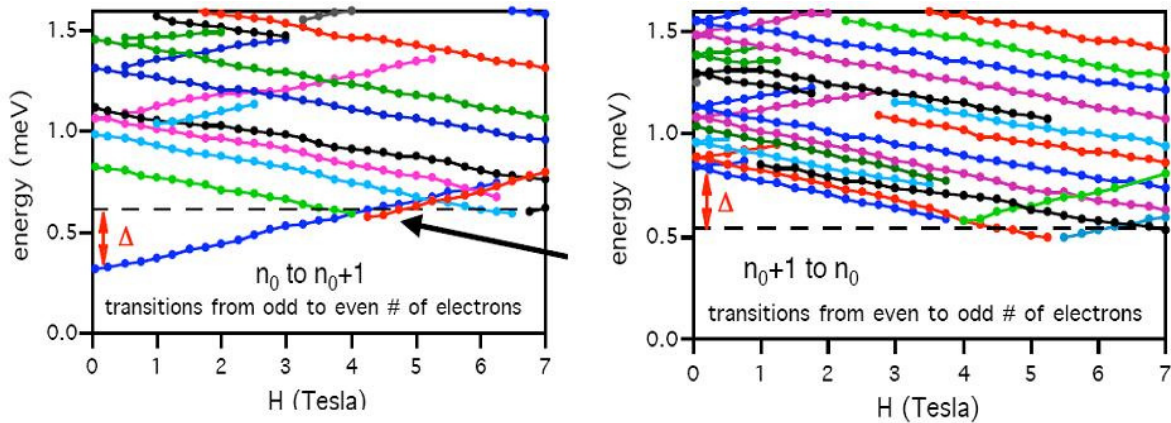 energy (meV)
1.5
1.0
0.5
0.0
Δ
n₀ to n₀+1
transitions from odd to even # of electrons
0 1 2 3 4 5 6 7
H (Tesla)
energy (meV)
1.5
1.0
0.5
0.0
Δ
n₀+1 to n₀
transitions from even to odd # of electrons
0 1 2 3 4 5 6 7
H (Tesla)